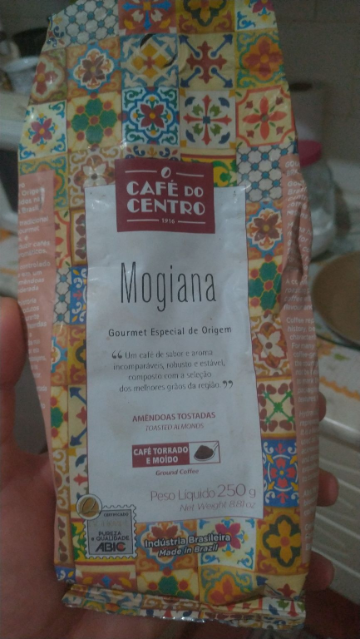 O
CAFÉ DO
CENTRO
1916
Mogiana
Gourmet Especial de Origem
“ Um café de sabor e aroma
incomparáveis, robusto e estável,
composto com a seleção
dos melhores grãos da região ”
AMÊNDOAS TOSTADAS
TOASTED ALMONDS
CAFÉ TORRADO
E MOÍDO
Ground Coffee
Peso Líquido 250 g
Net Weight
PUREZA
E QUALIDADE
ABIC
Indústria Brasileira
Made in Brazil